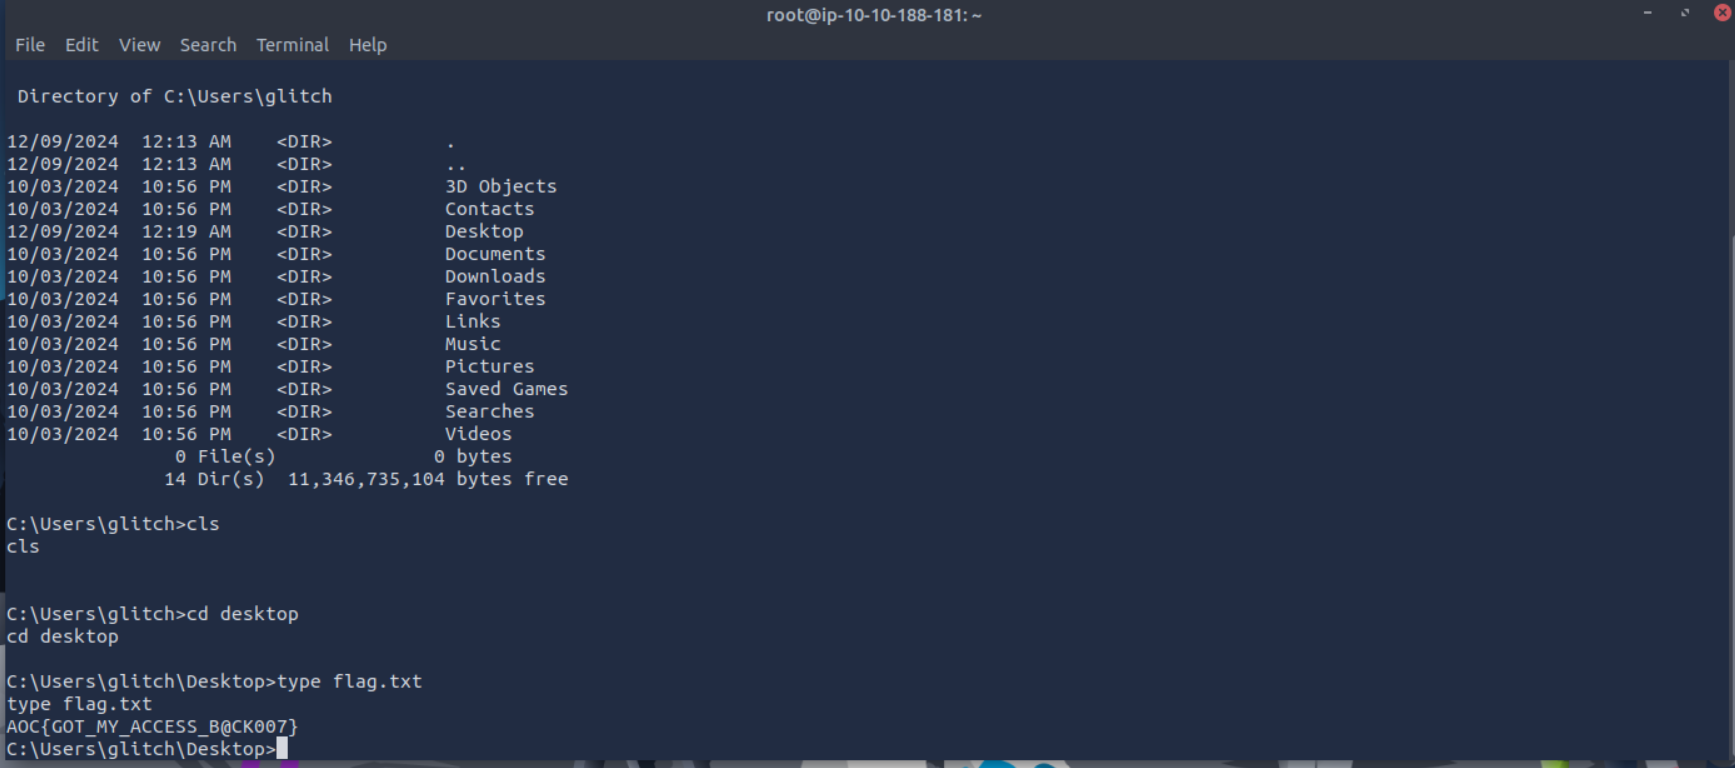 root@ip-10-10-188-181: ~
File Edit View Search Terminal Help
Directory of C:\Users\glitch
12/09/2024  12:13 AM    <DIR>          .
12/09/2024  12:13 AM    <DIR>          ..
10/03/2024  10:56 PM    <DIR>          3D Objects
10/03/2024  10:56 PM    <DIR>          Contacts
12/09/2024  12:19 AM    <DIR>          Desktop
10/03/2024  10:56 PM    <DIR>          Documents
10/03/2024  10:56 PM    <DIR>          Downloads
10/03/2024  10:56 PM    <DIR>          Favorites
10/03/2024  10:56 PM    <DIR>          Links
10/03/2024  10:56 PM    <DIR>          Music
10/03/2024  10:56 PM    <DIR>          Pictures
10/03/2024  10:56 PM    <DIR>          Saved Games
10/03/2024  10:56 PM    <DIR>          Searches
10/03/2024  10:56 PM    <DIR>          Videos
               0 File(s)              0 bytes
              14 Dir(s)  11,346,735,104 bytes free
C:\Users\glitch>cls
cls
C:\Users\glitch>cd desktop
cd desktop
C:\Users\glitch\Desktop>type flag.txt
type flag.txt
AOC{GOT_MY_ACCESS_B@CK007}
C:\Users\glitch\Desktop>